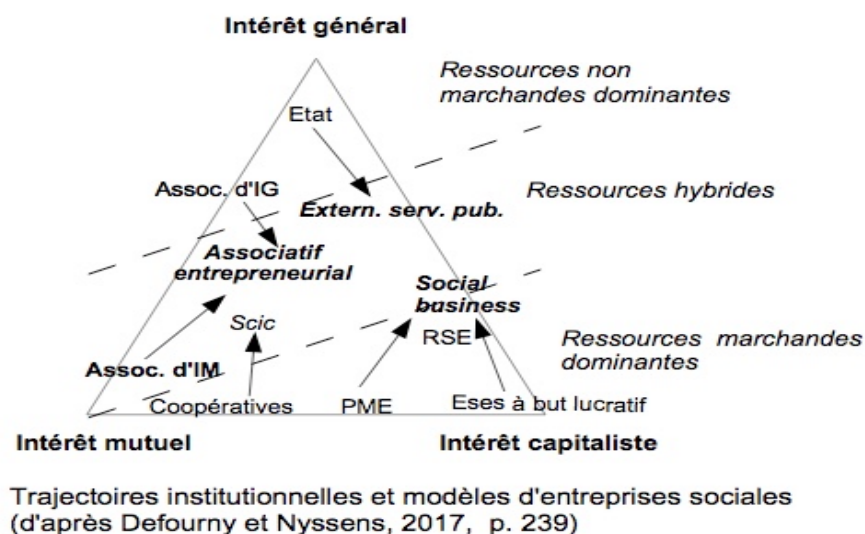 Intérêt général
Ressources non
marchandes dominantes
Etat
Assoc. d'IG
Ressources hybrides
Extern. serv. pub.
Associatif
entrepreneurial
Social
business
Scic
RSE
Ressources marchandes
dominantes
Assoc. d'IM
Coopératives
PME
Eses à but lucratif
Intérêt mutuel
Intérêt capitaliste
Trajectoires institutionnelles et modèles d'entreprises sociales
(d'après Defourny et Nyssens, 2017, p. 239)